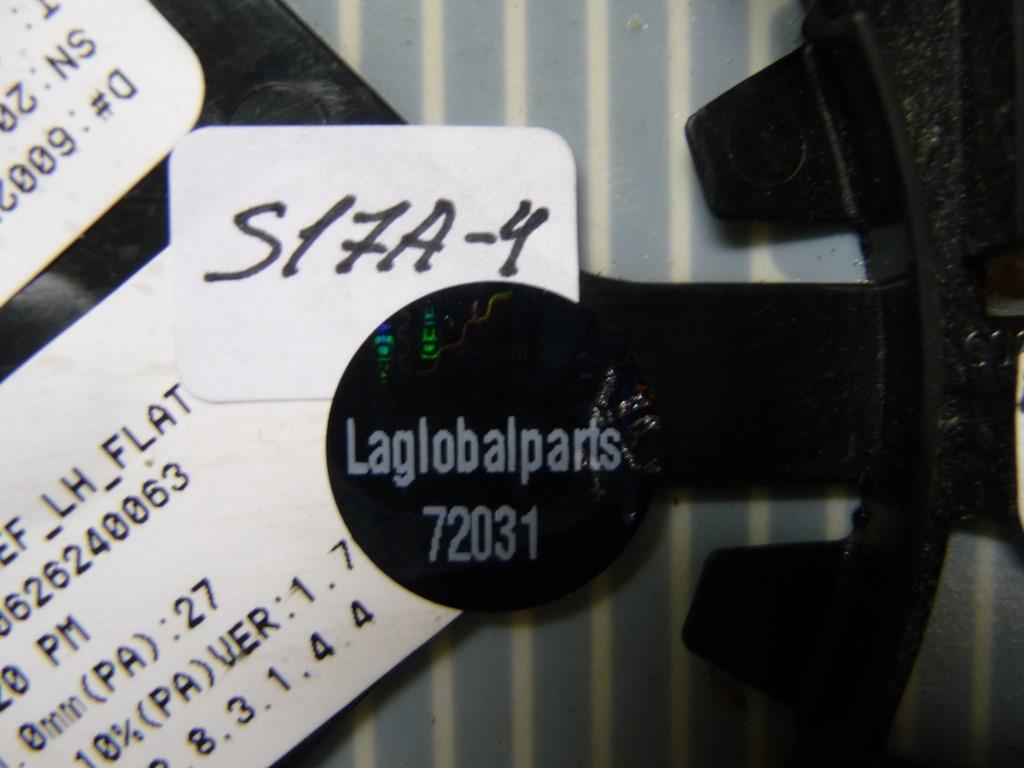 SN:20
D#:6002
S17A-4
Laglobalparts
72031
EF_LH_FLAT
0626240063
20 PM
0mm(PA):27
10%(PA)VER:1.7
8.3.1.4.4